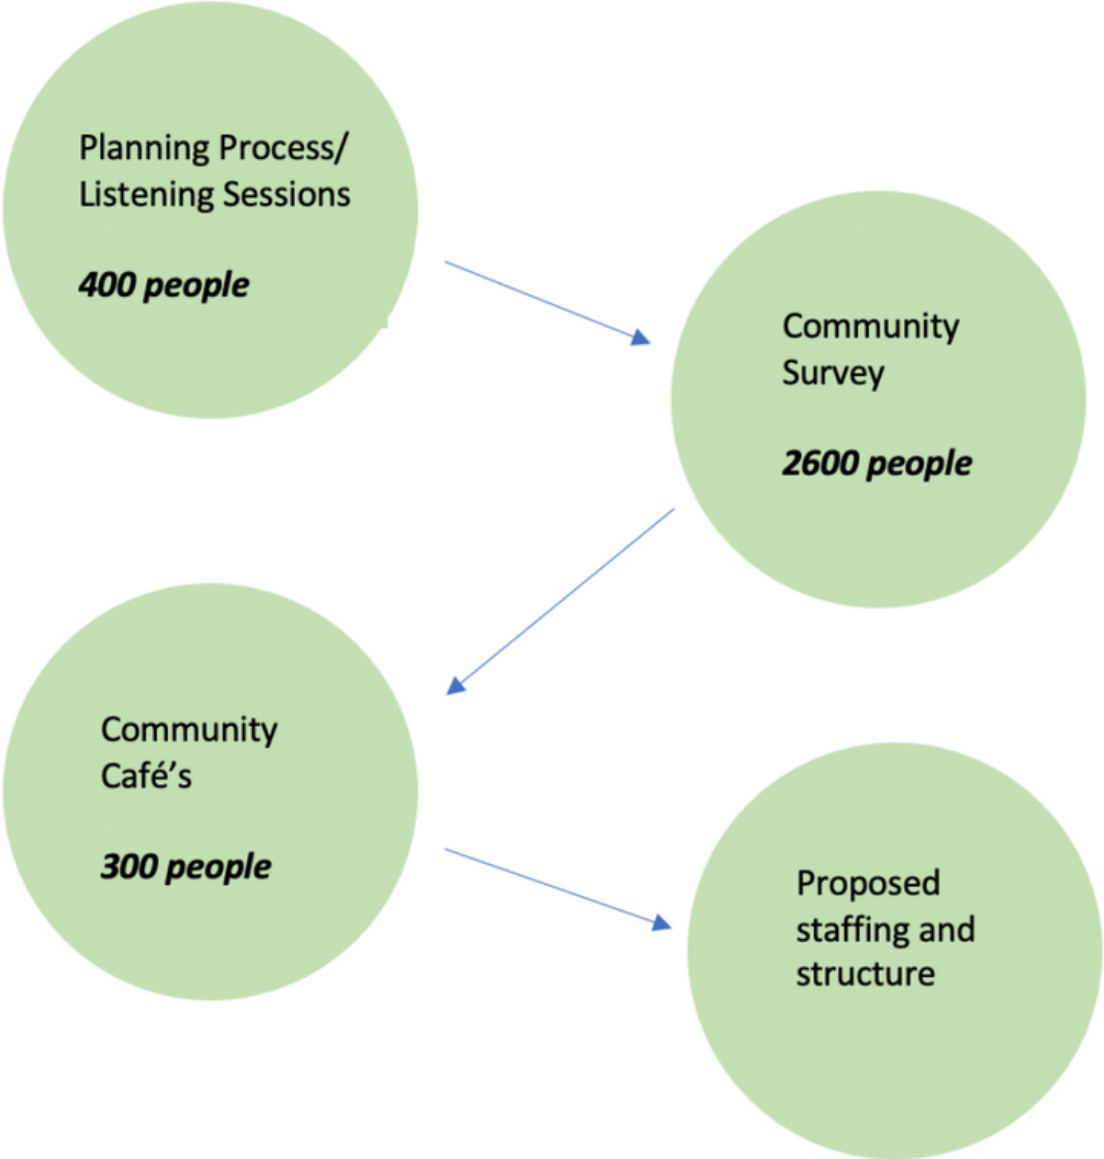 Planning Process/
Listening Sessions
400 people
Community
Survey
2600 people
Community
Café’s
300 people
Proposed
staffing and
structure